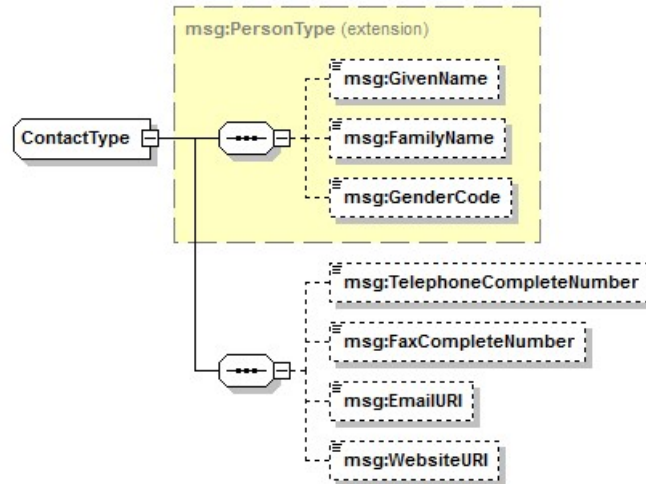 msg:PersonType (extension)
msg:GivenName
ContactType
msg:FamilyName
msg:GenderCode
msg:TelephoneCompleteNumber
msg:FaxCompleteNumber
msg:EmailURI
msg:WebsiteURI